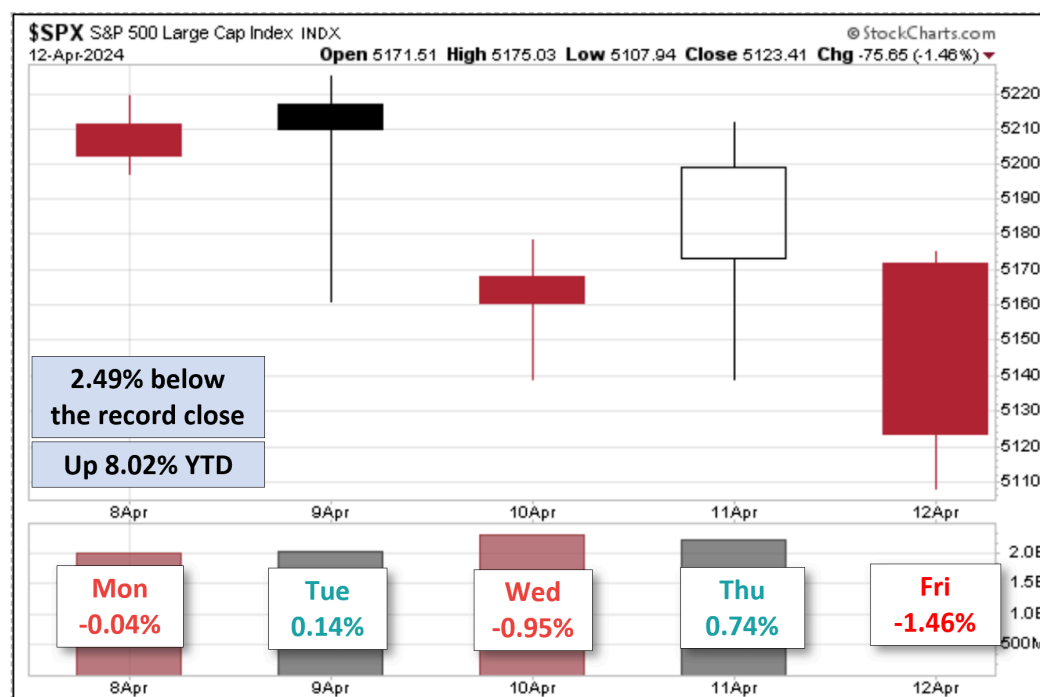 $SPX S&P 500 Large Cap Index INDX
© StockCharts.com
12-Apr-2024
Open 5171.51 High 5175.03 Low 5107.94 Close 5123.41 Chg -75.65 (-1.46%)
5220
5210
5200
5190
5180
5170
5160
5150
5140
5130
5120
5110
2.49% below
the record close
Up 8.02% YTD
8Apr 9Apr 10Apr 11Apr 12Apr
2.0B
1.5B
1.0B
500M
Mon
-0.04%
Tue
0.14%
Wed
-0.95%
Thu
0.74%
Fri
-1.46%
8Apr 9Apr 10Apr 11Apr 12Apr